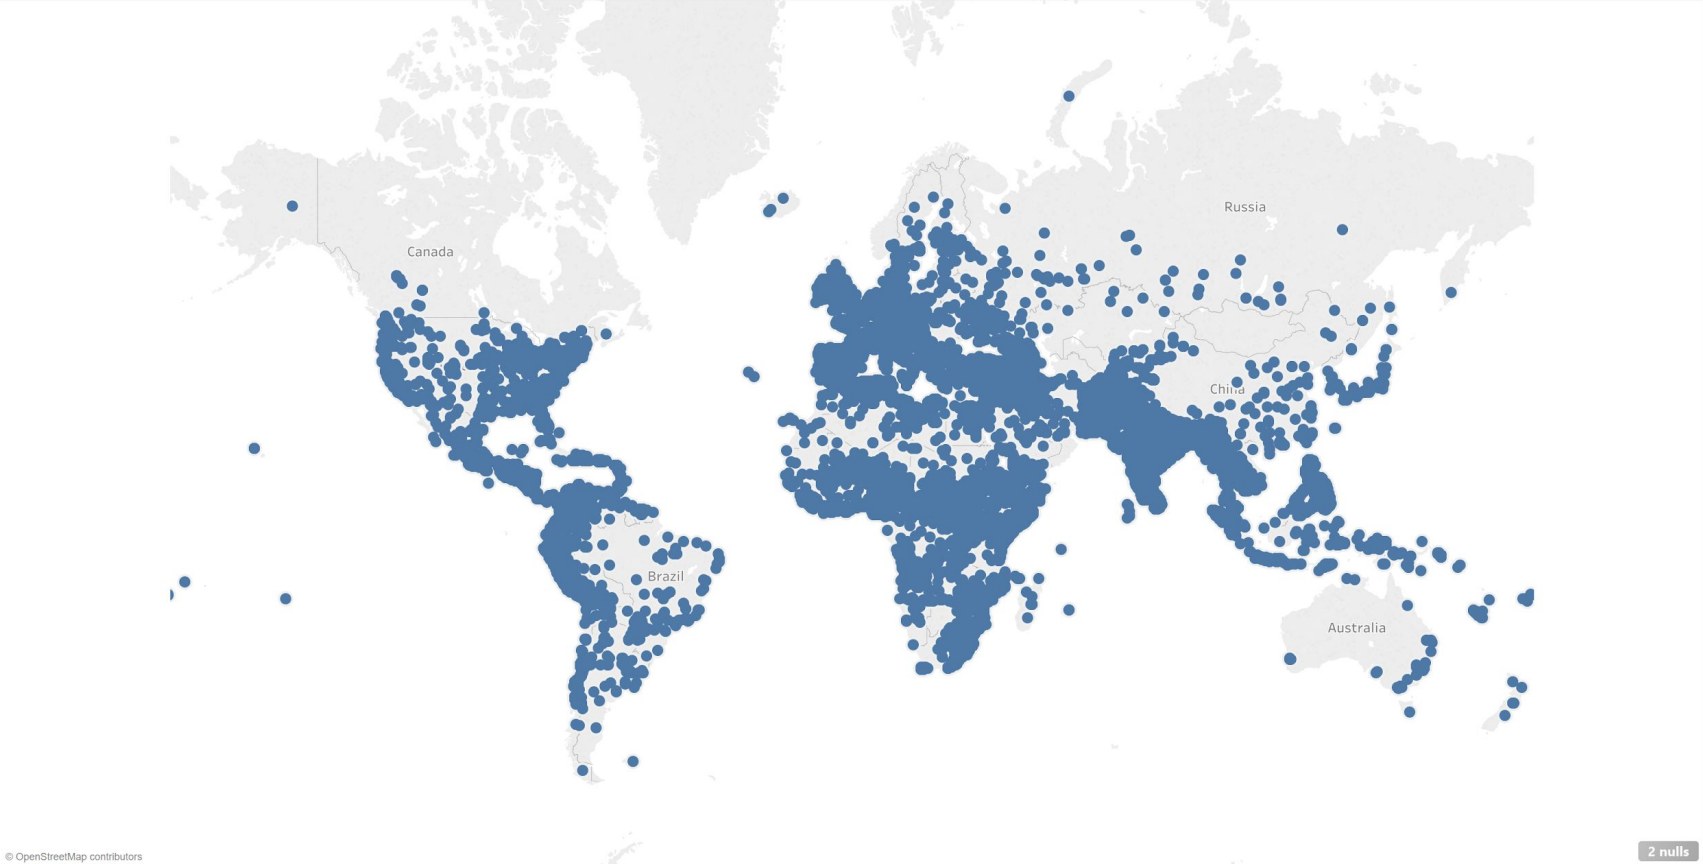 Russia
Canada
China
Brazil
Australia
© OpenStreetMap contributors
2 nulls